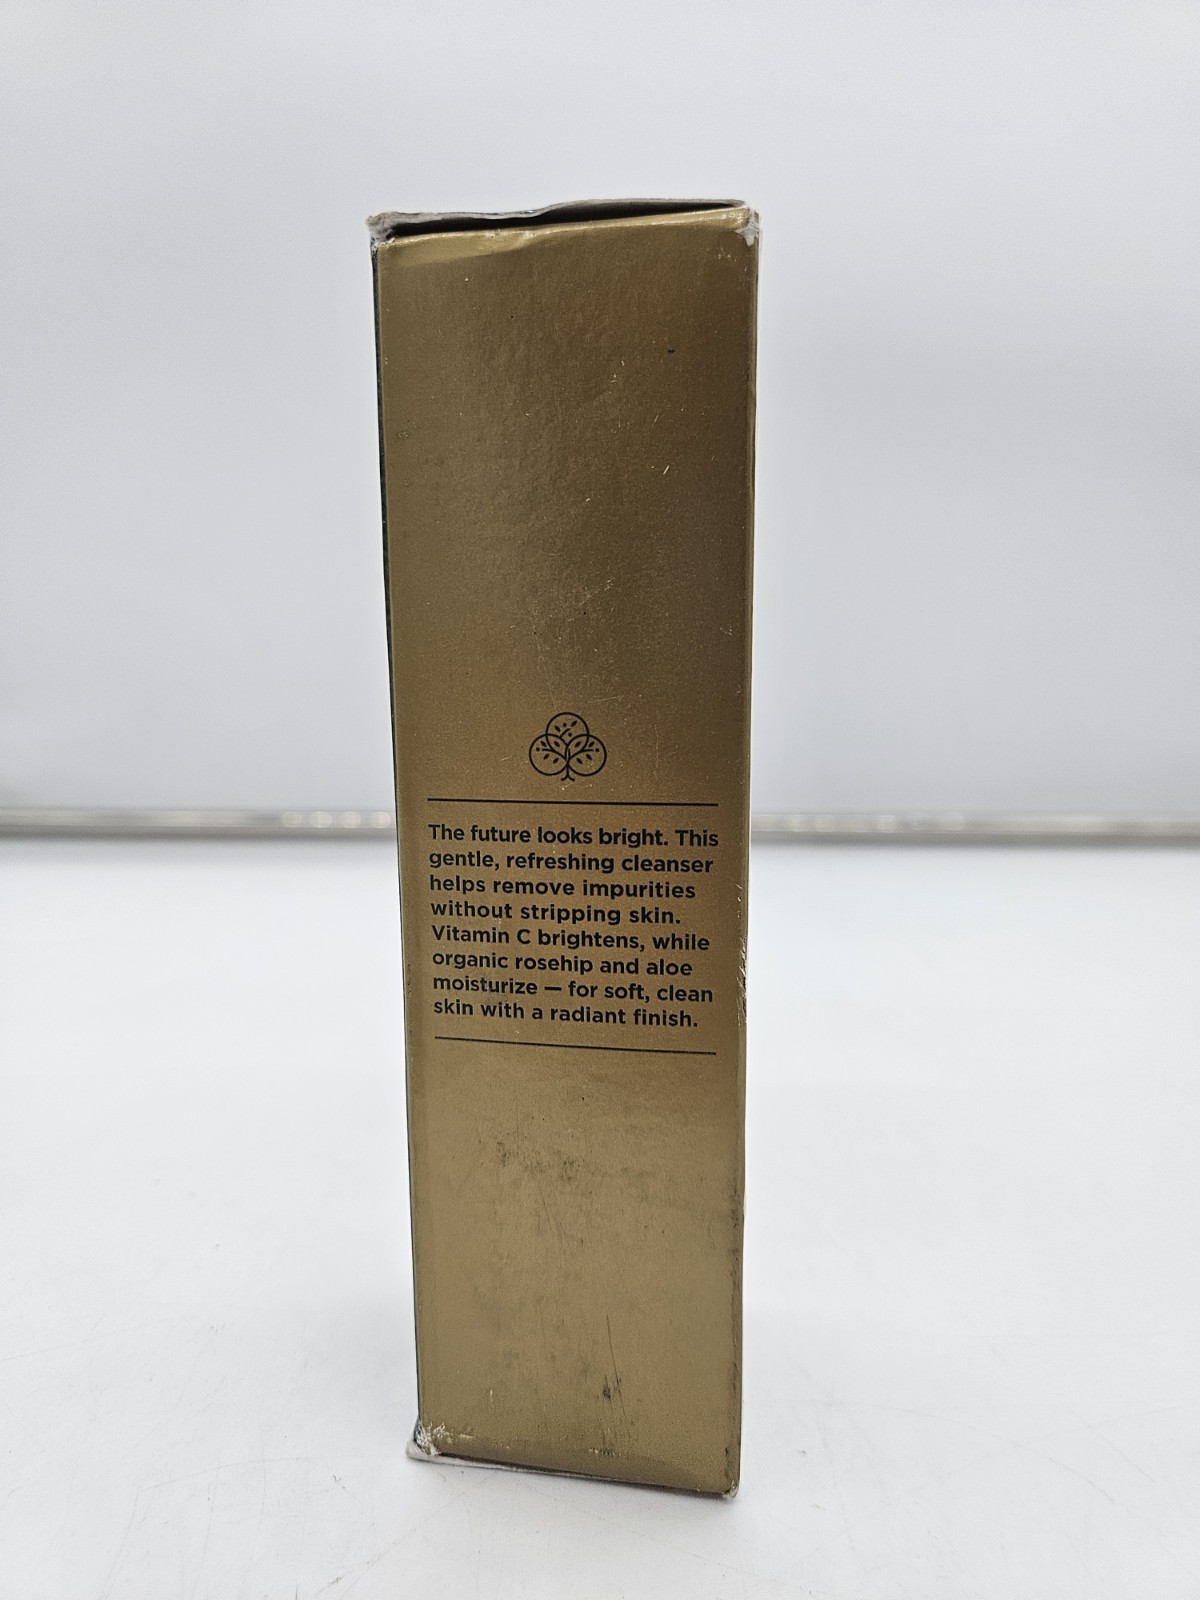 The future looks bright. This
gentle, refreshing cleanser
helps remove impurities
without stripping skin.
Vitamin C brightens, while
organic rosehip and aloe
moisturize — for soft, clean
skin with a radiant finish.